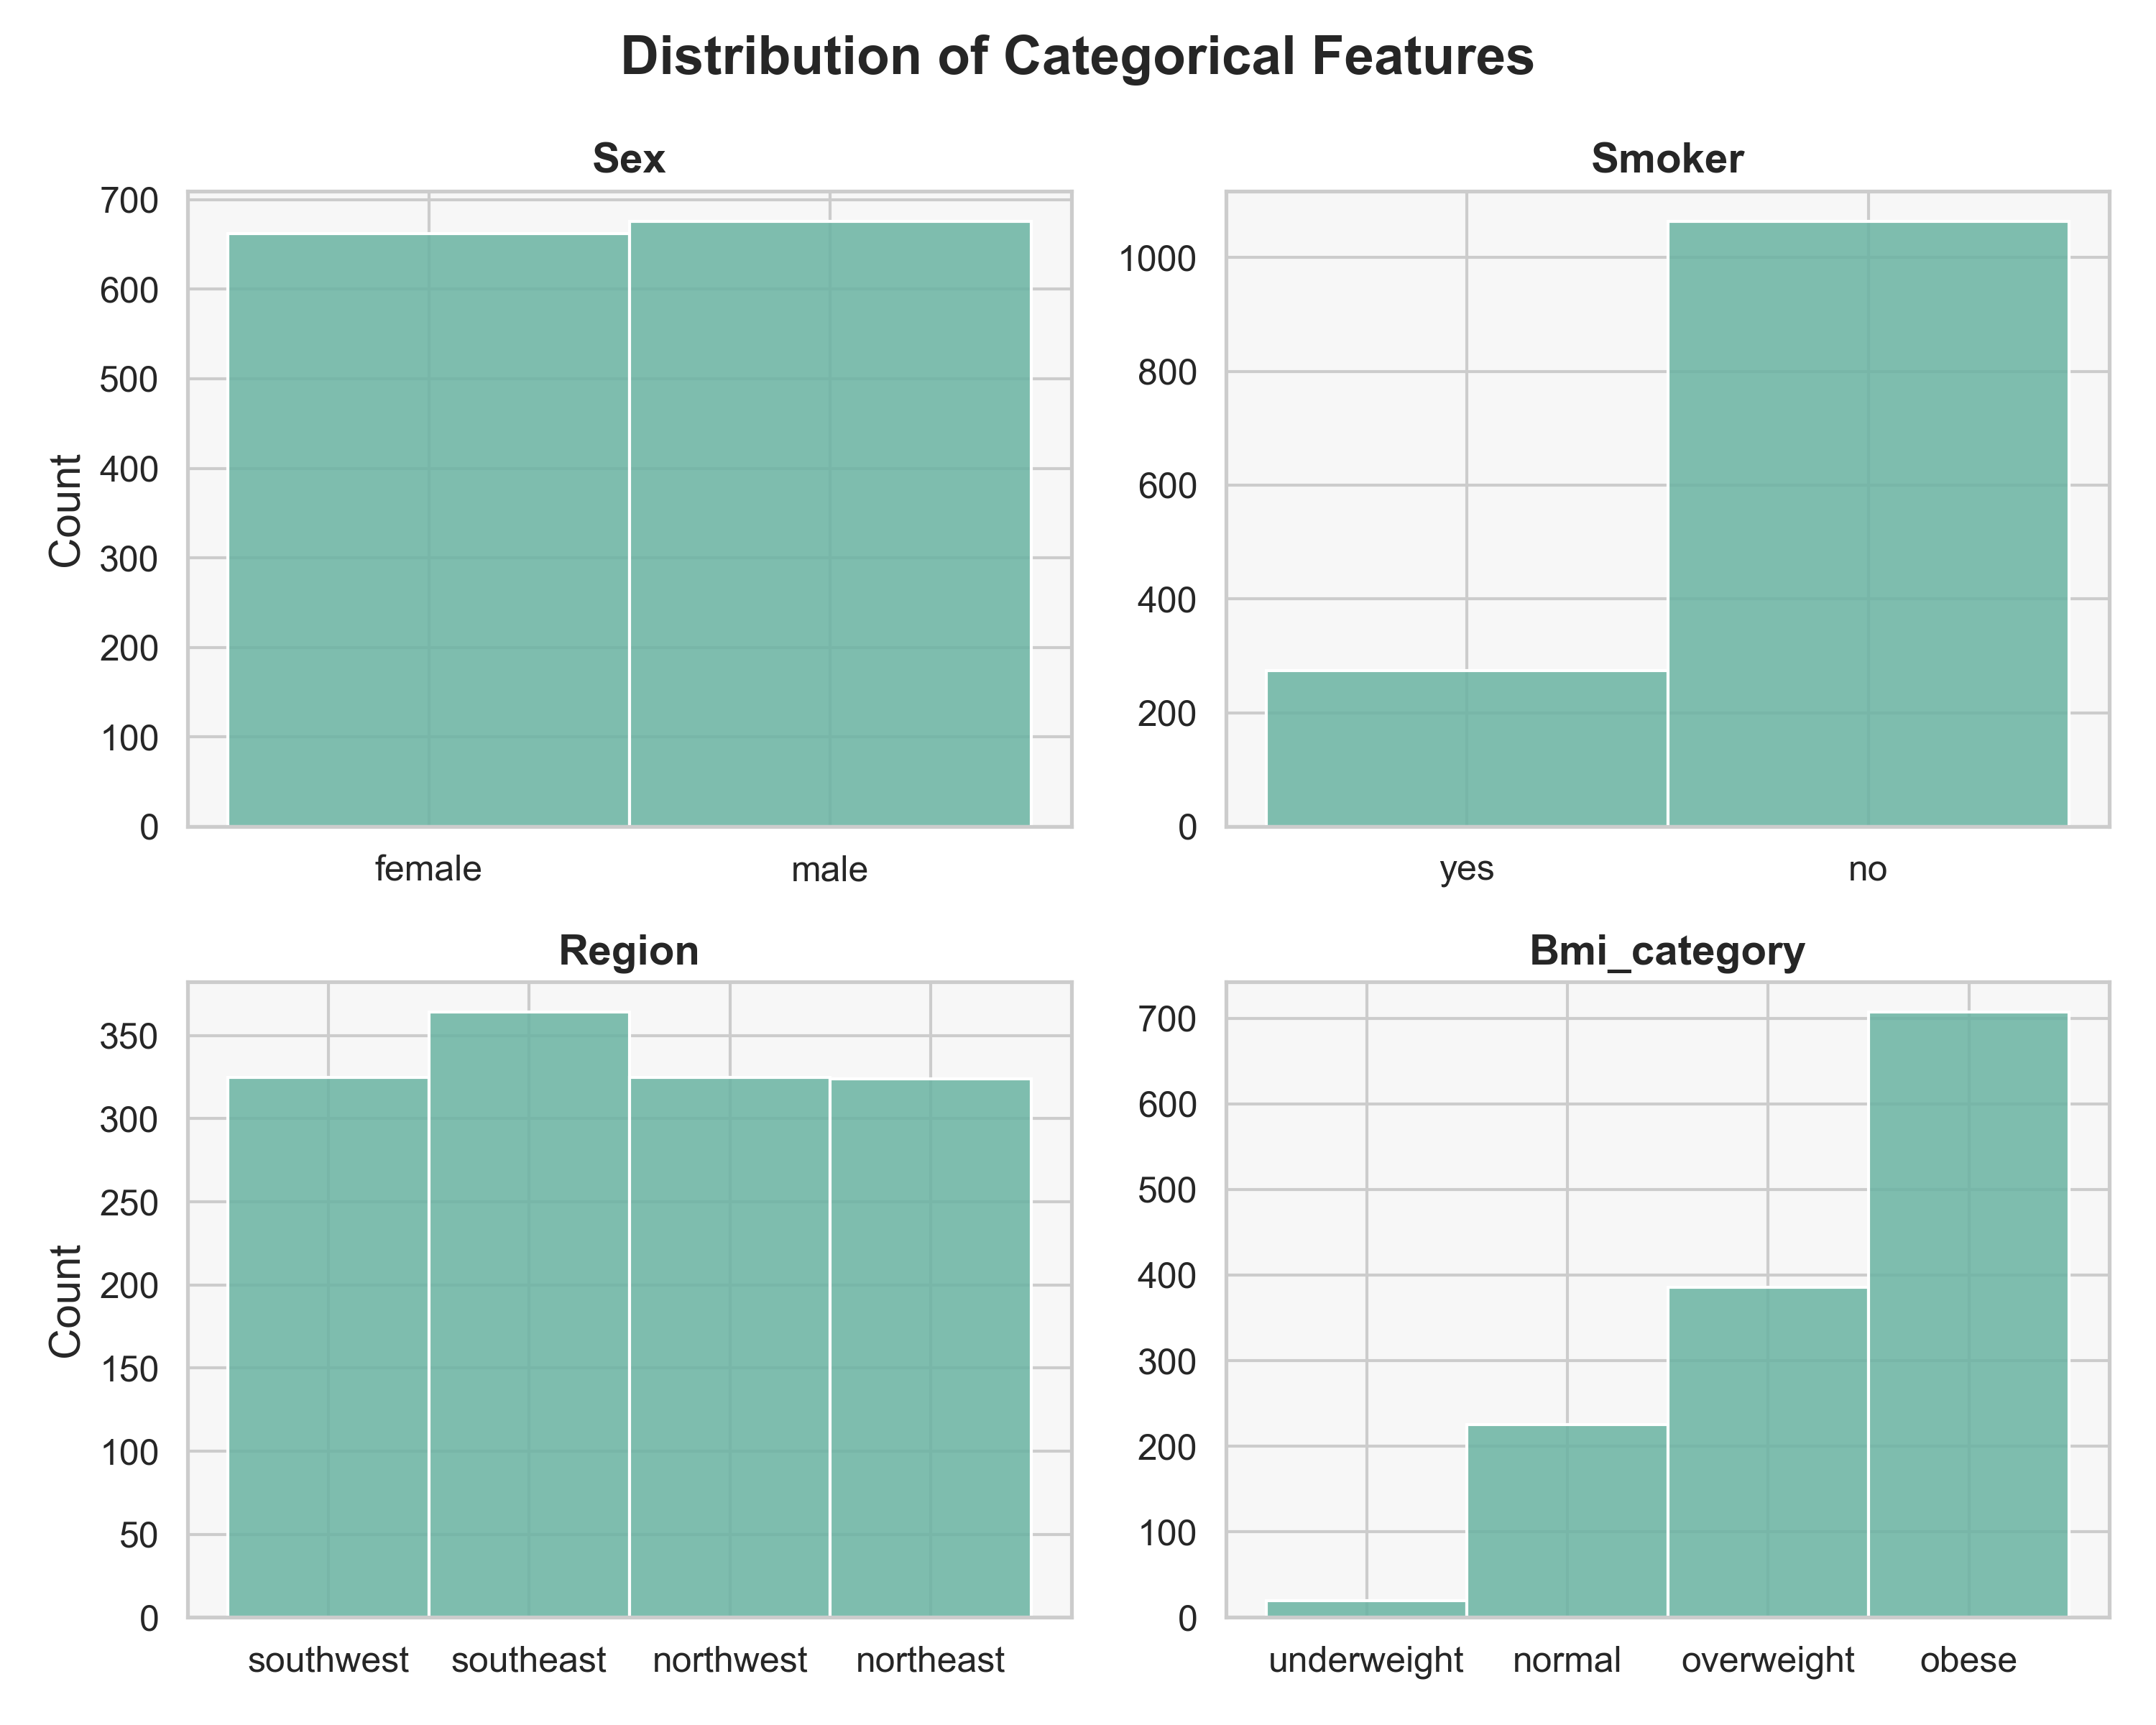 Distribution of Categorical Features
Sex
700
600
500
400
300
200
100
0
Count
female male
Smoker
1000
800
600
400
200
0
yes no
Region
350
300
250
200
150
100
50
0
Count
southwest southeast northwest northeast
Bmi_category
700
600
500
400
300
200
100
0
underweight normal overweight obese